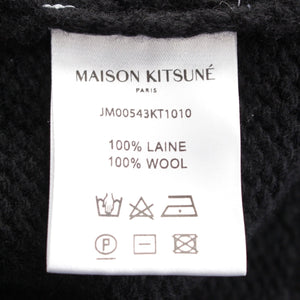 MAISON KITSUNÉ
PARIS
JM00543KT1010
100% LAINE
100% WOOL
P